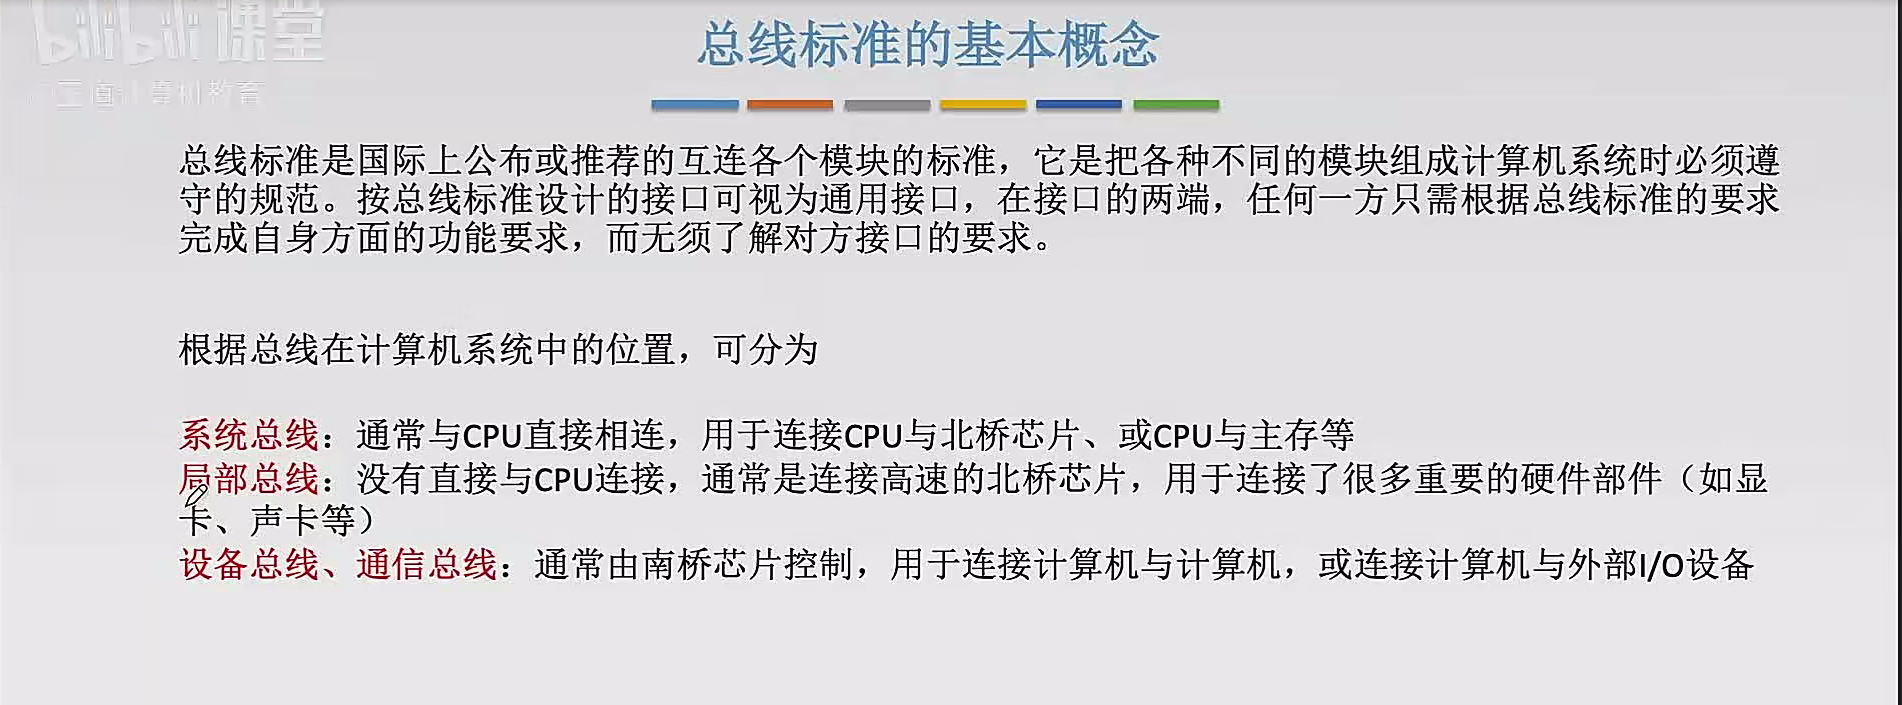 bilibili 课堂
王道计算机教育
总线标准的基本概念
总线标准是国际上公布或推荐的互连各个模块的标准，它是把各种不同的模块组成计算机系统时必须遵
守的规范。按总线标准设计的接口可视为通用接口，在接口的两端，任何一方只需根据总线标准的要求
完成自身方面的功能要求，而无须了解对方接口的要求。
根据总线在计算机系统中的位置，可分为
系统总线：通常与CPU直接相连，用于连接CPU与北桥芯片、或CPU与主存等
局部总线：没有直接与CPU连接，通常是连接高速的北桥芯片，用于连接了很多重要的硬件部件（如显
卡、声卡等）
设备总线、通信总线：通常由南桥芯片控制，用于连接计算机与计算机，或连接计算机与外部I/O设备